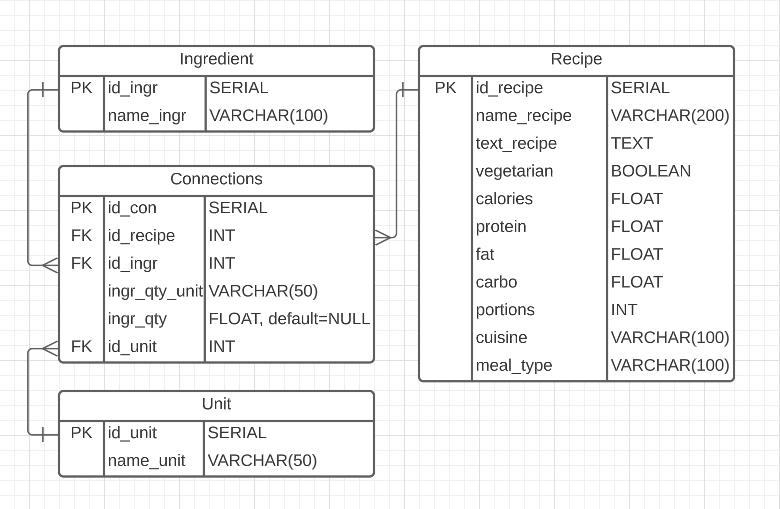 Ingredient
PK id_ingr SERIAL
name_ingr VARCHAR(100)
Connections
PK id_con SERIAL
FK id_recipe INT
FK id_ingr INT
ingr_qty_unit VARCHAR(50)
ingr_qty FLOAT, default=NULL
FK id_unit INT
Unit
PK id_unit SERIAL
name_unit VARCHAR(50)
Recipe
PK id_recipe SERIAL
name_recipe VARCHAR(200)
text_recipe TEXT
vegetarian BOOLEAN
calories FLOAT
protein FLOAT
fat FLOAT
carbo FLOAT
portions INT
cuisine VARCHAR(100)
meal_type VARCHAR(100)